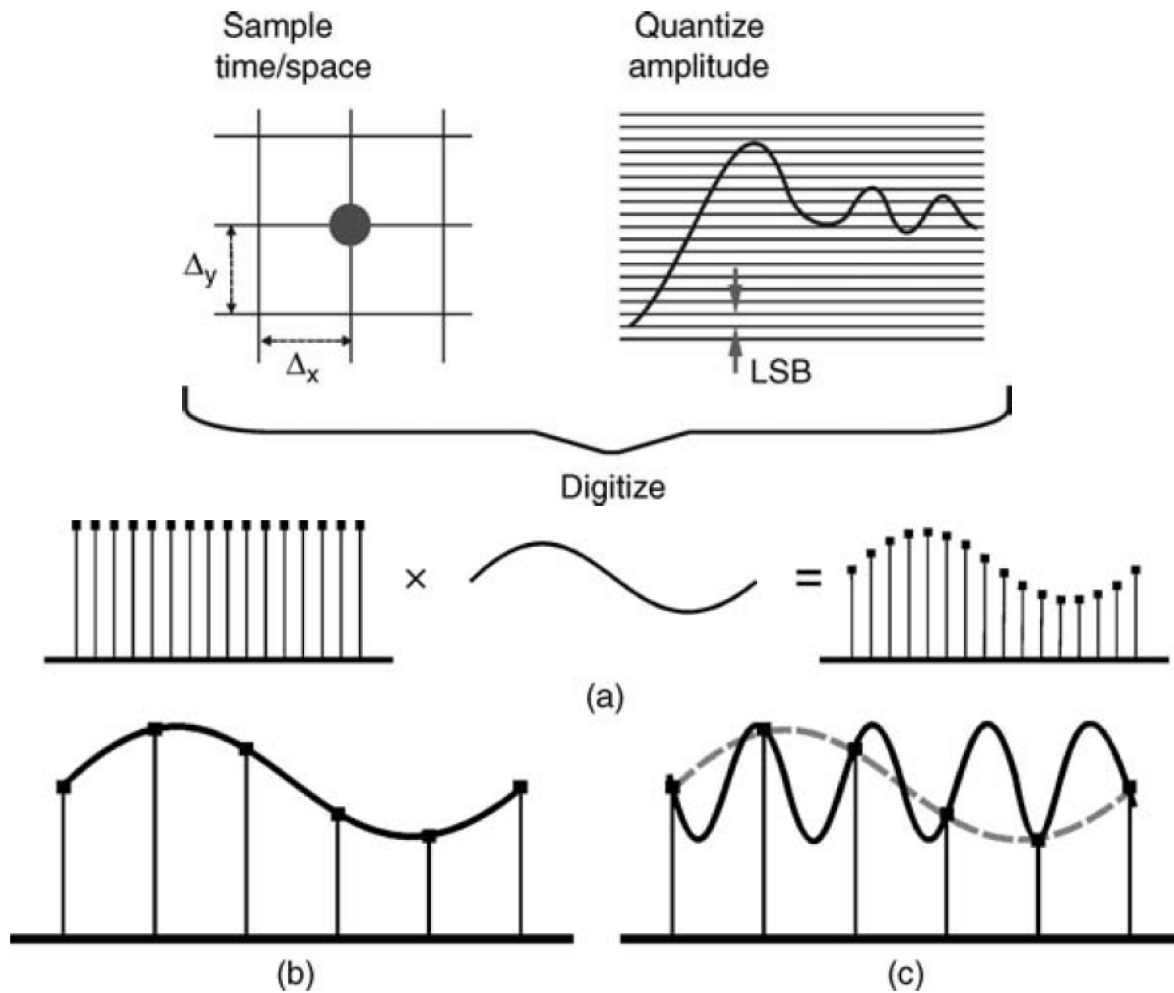 Sample
time/space
Quantize
amplitude
Δy
Δx
LSB
Digitize
× =
(a)
(b)
(c)